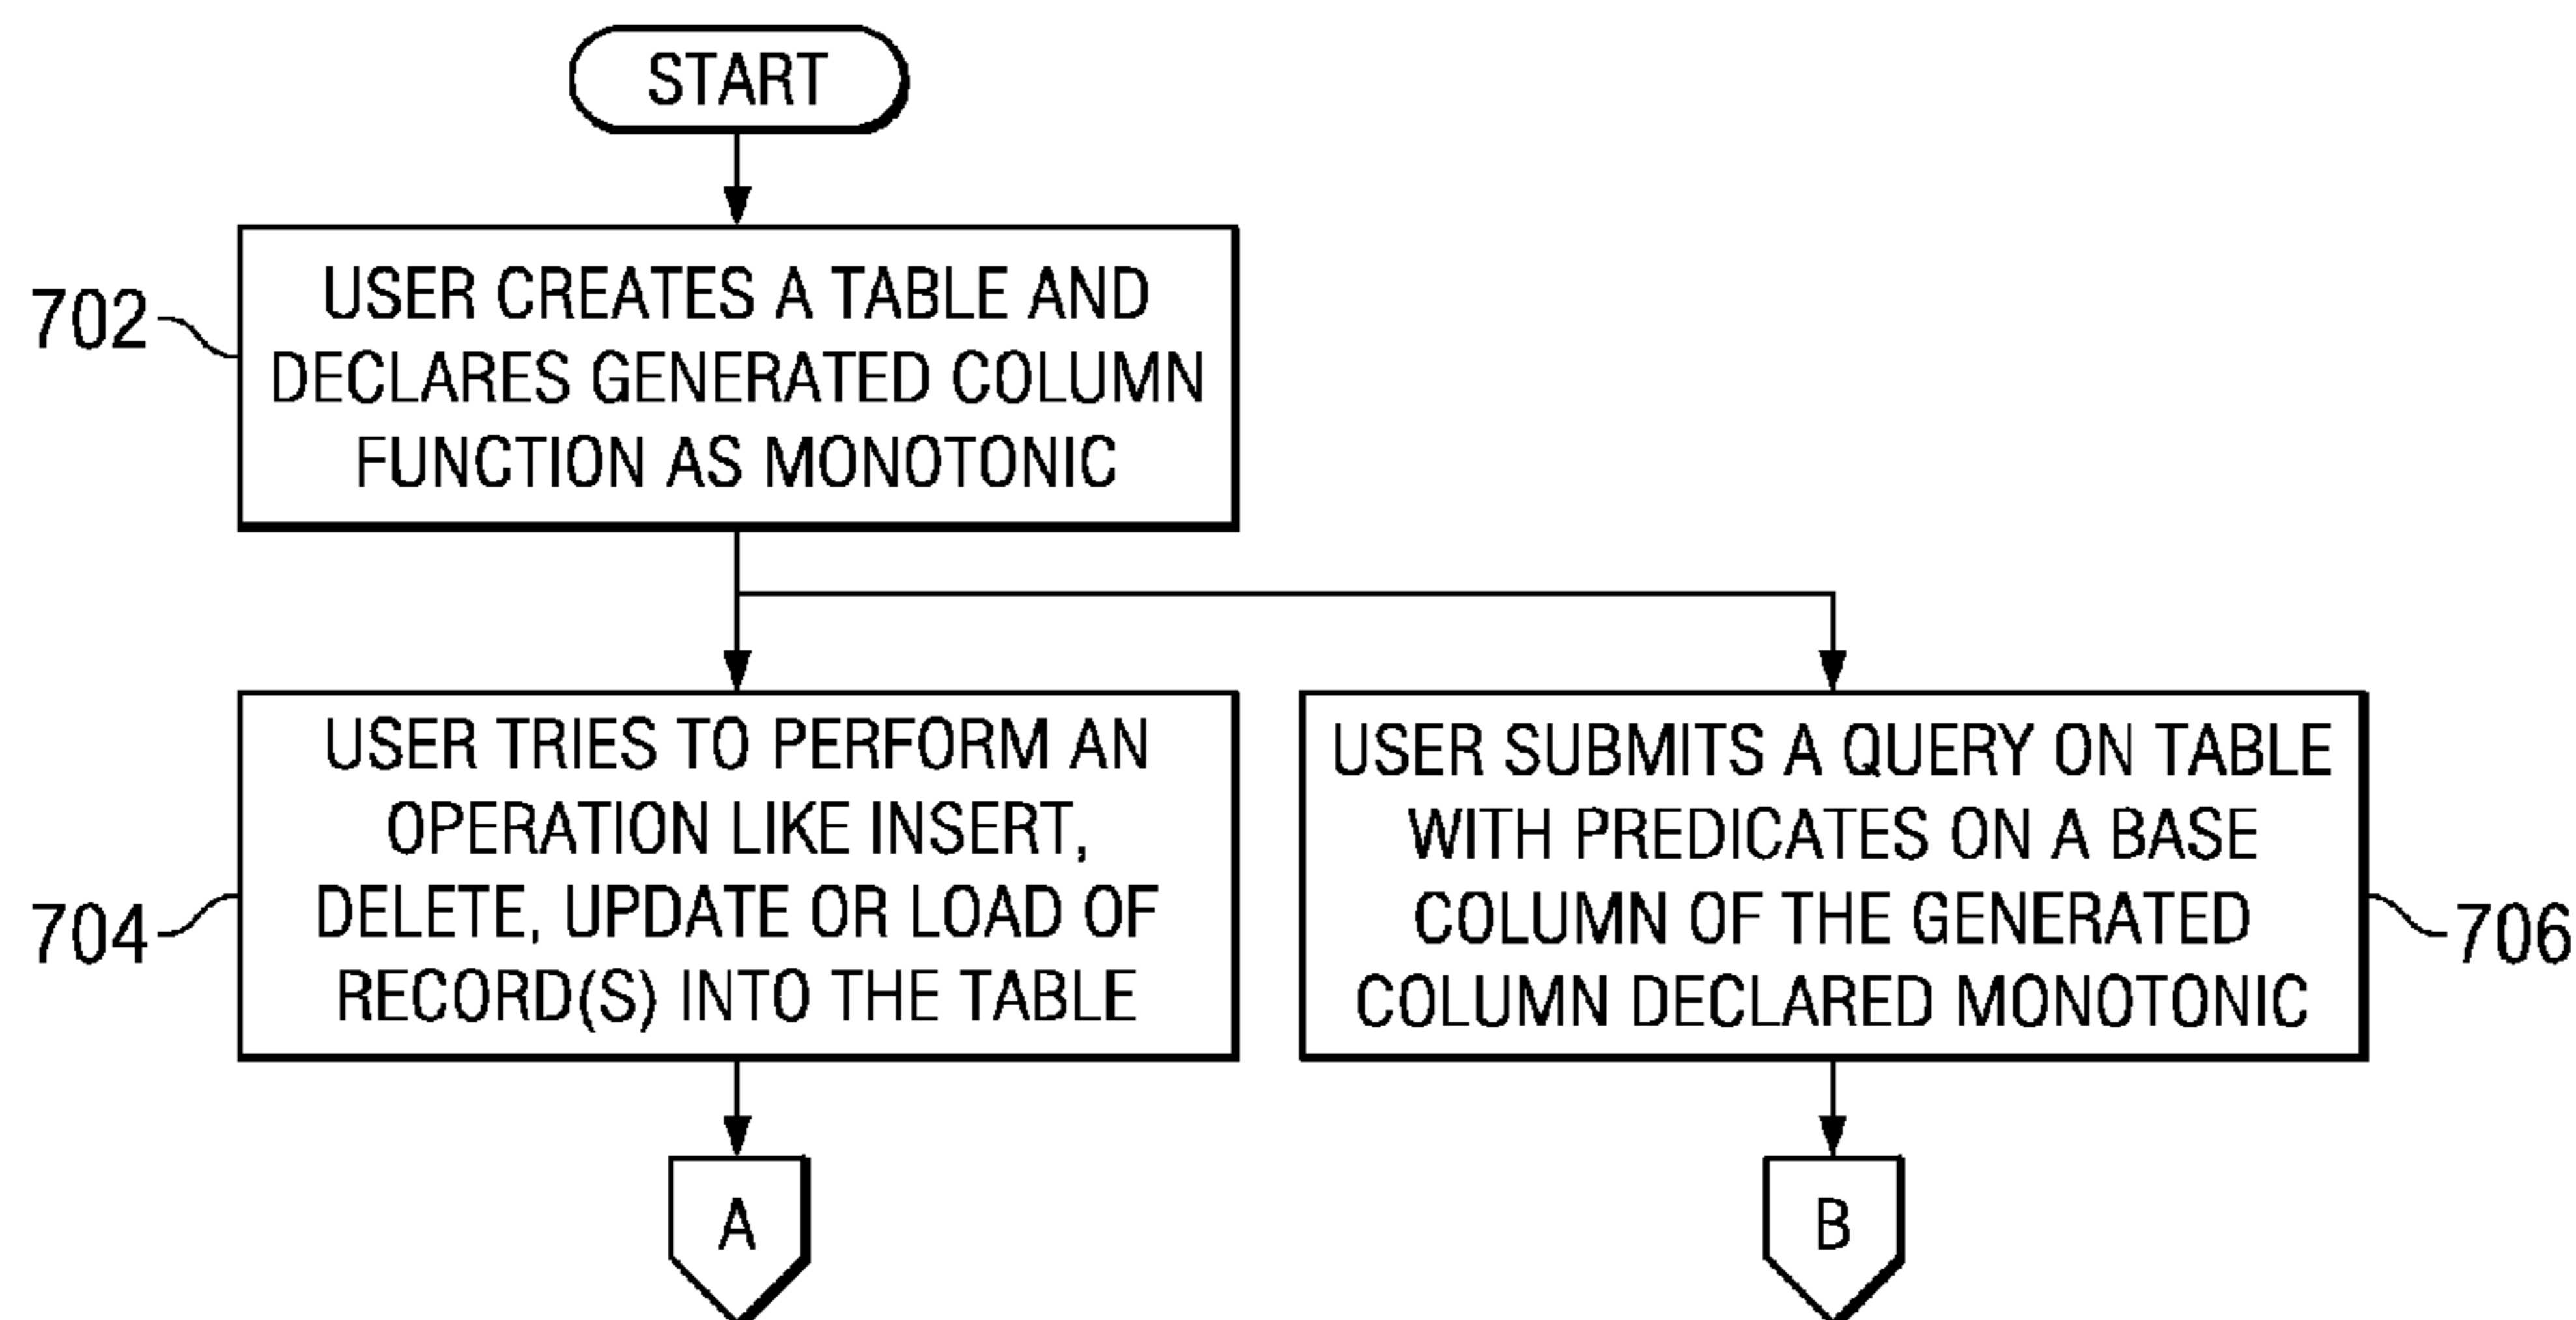 START
702
USER CREATES A TABLE AND
DECLARES GENERATED COLUMN
FUNCTION AS MONOTONIC
704
USER TRIES TO PERFORM AN
OPERATION LIKE INSERT,
DELETE, UPDATE OR LOAD OF
RECORD(S) INTO THE TABLE
USER SUBMITS A QUERY ON TABLE
WITH PREDICATES ON A BASE
COLUMN OF THE GENERATED
COLUMN DECLARED MONOTONIC
706
A
B